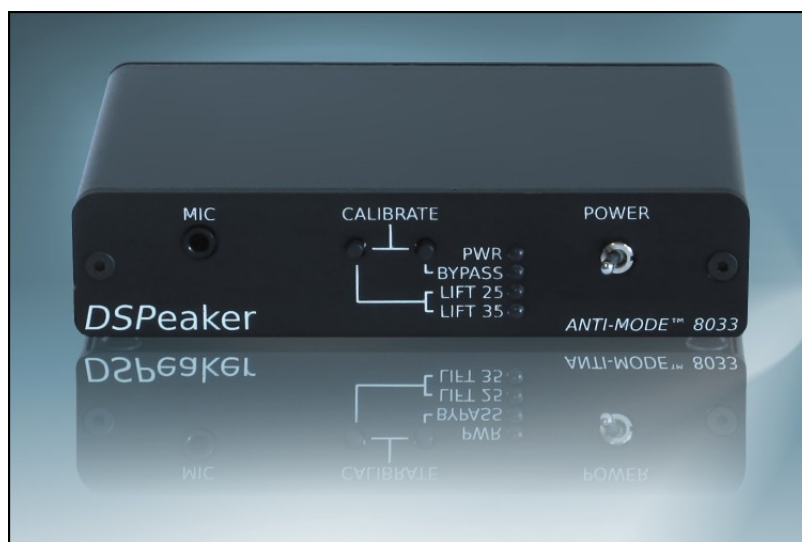 MIC
CALIBRATE
POWER
PWR
BYPASS
LIFT 25
LIFT 35
DSPeaker
ANTI-MODE™ 8033